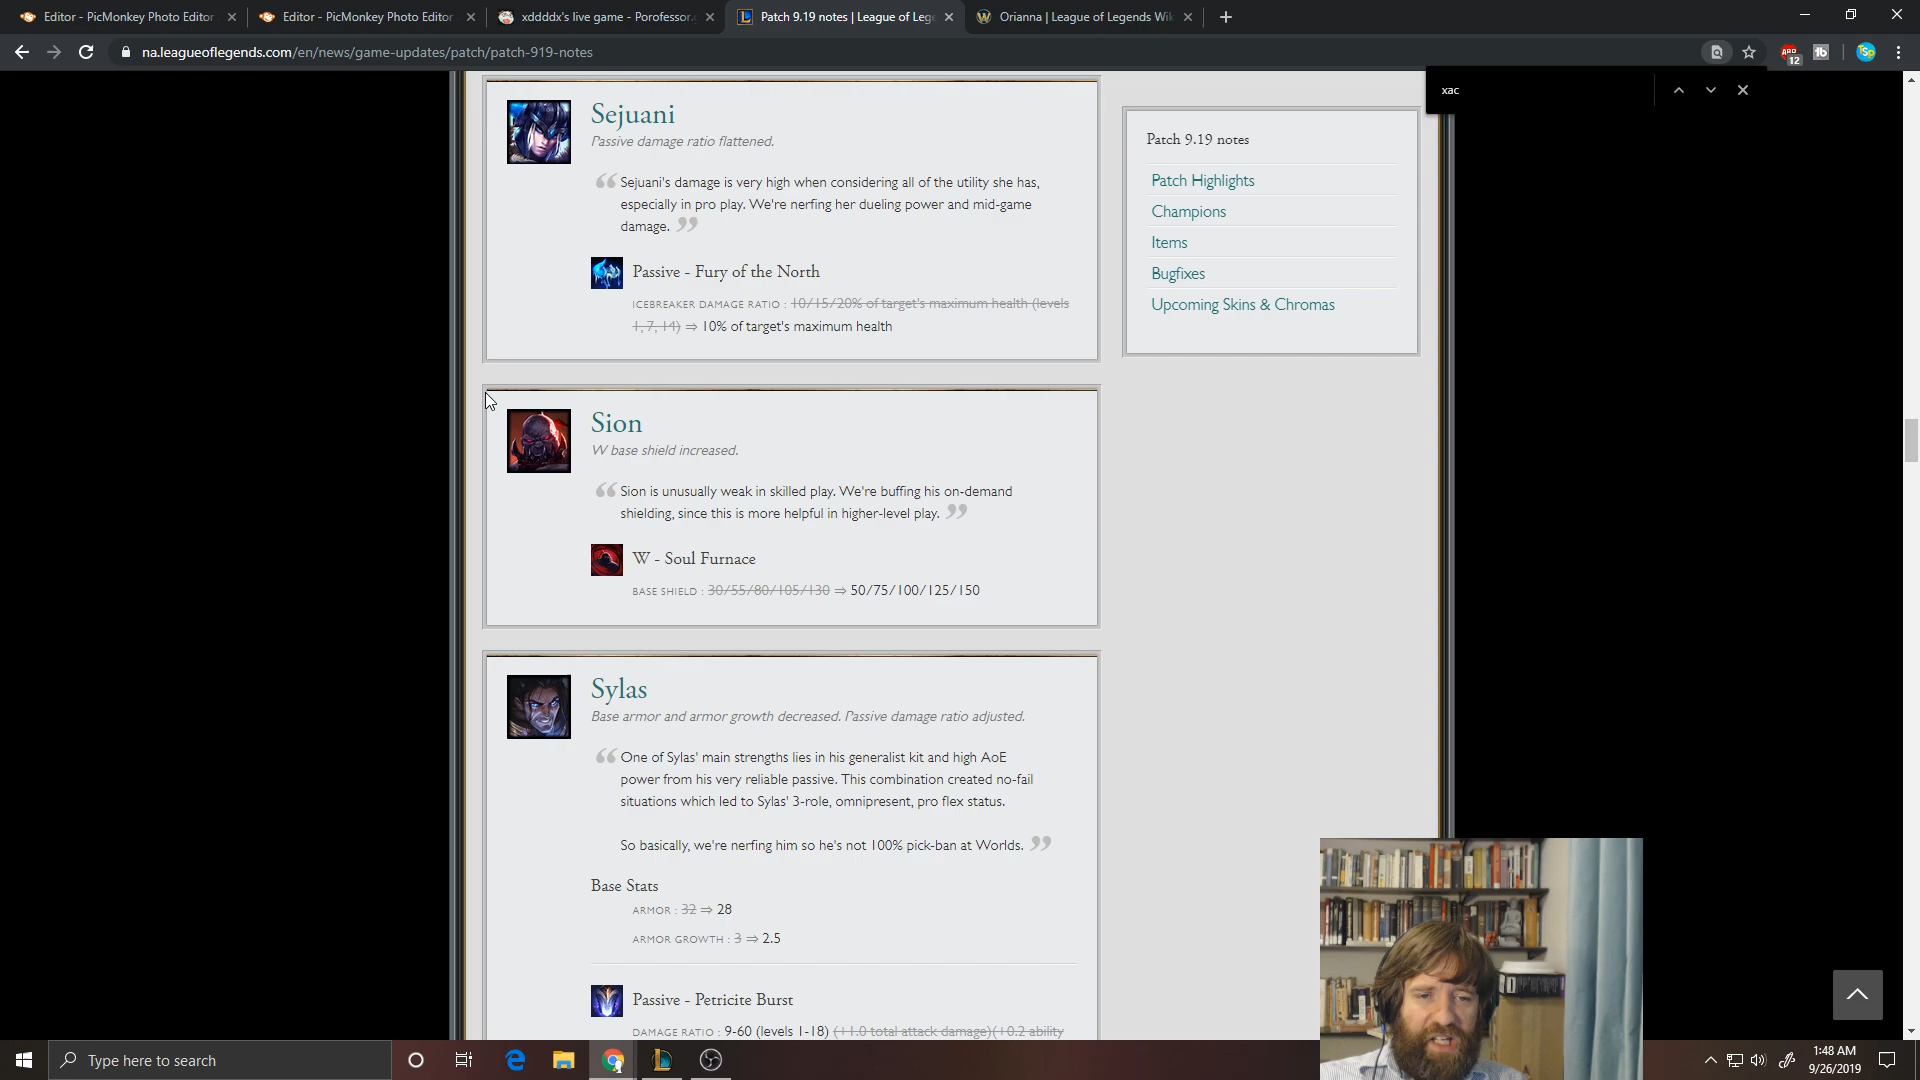 Editor - PicMonkey Photo Editor
Editor - PicMonkey Photo Editor
xddddx's live game - Porofessor.g
Patch 9.19 notes | League of Leg
Orianna | League of Legends Wik
na.leagueoflegends.com/en/news/game-updates/patch/patch-919-notes
12
xac
Sejuani
Passive damage ratio flattened.
Sejuani's damage is very high when considering all of the utility she has,
especially in pro play. We're nerfing her dueling power and mid-game
damage.
Passive - Fury of the North
ICEBREAKER DAMAGE RATIO : 10/15/20% of target's maximum health (levels
1, 7, 14) ⇒ 10% of target's maximum health
Patch 9.19 notes
Patch Highlights
Champions
Items
Bugfixes
Upcoming Skins & Chromas
Sion
W base shield increased.
Sion is unusually weak in skilled play. We're buffing his on-demand
shielding, since this is more helpful in higher-level play.
W - Soul Furnace
BASE SHIELD : 30/55/80/105/130 ⇒ 50/75/100/125/150
Sylas
Base armor and armor growth decreased. Passive damage ratio adjusted.
One of Sylas' main strengths lies in his generalist kit and high AoE
power from his very reliable passive. This combination created no-fail
situations which led to Sylas' 3-role, omnipresent, pro flex status.
So basically, we're nerfing him so he's not 100% pick-ban at Worlds.
Base Stats
ARMOR : 32 ⇒ 28
ARMOR GROWTH : 3 ⇒ 2.5
Passive - Petricite Burst
DAMAGE RATIO : 9-60 (levels 1-18) (+1.0 total attack damage)(+0.2 ability
Type here to search
1:48 AM
9/26/2019